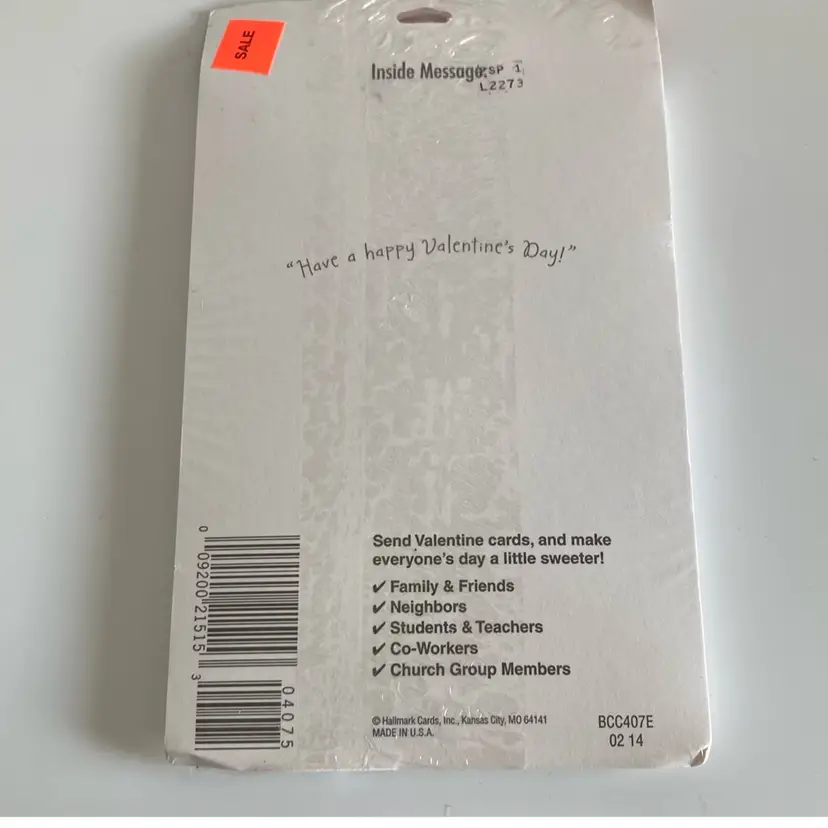 SALE
Inside Message:
SP 1
L2273
“Have a happy Valentine's Day!”
Send Valentine cards, and make
everyone's day a little sweeter!
✔ Family & Friends
✔ Neighbors
✔ Students & Teachers
✔ Co-Workers
✔ Church Group Members
0 09200 21515 3
04075
© Hallmark Cards, Inc., Kansas City, MO 64141
MADE IN U.S.A.
BCC407E
02 14